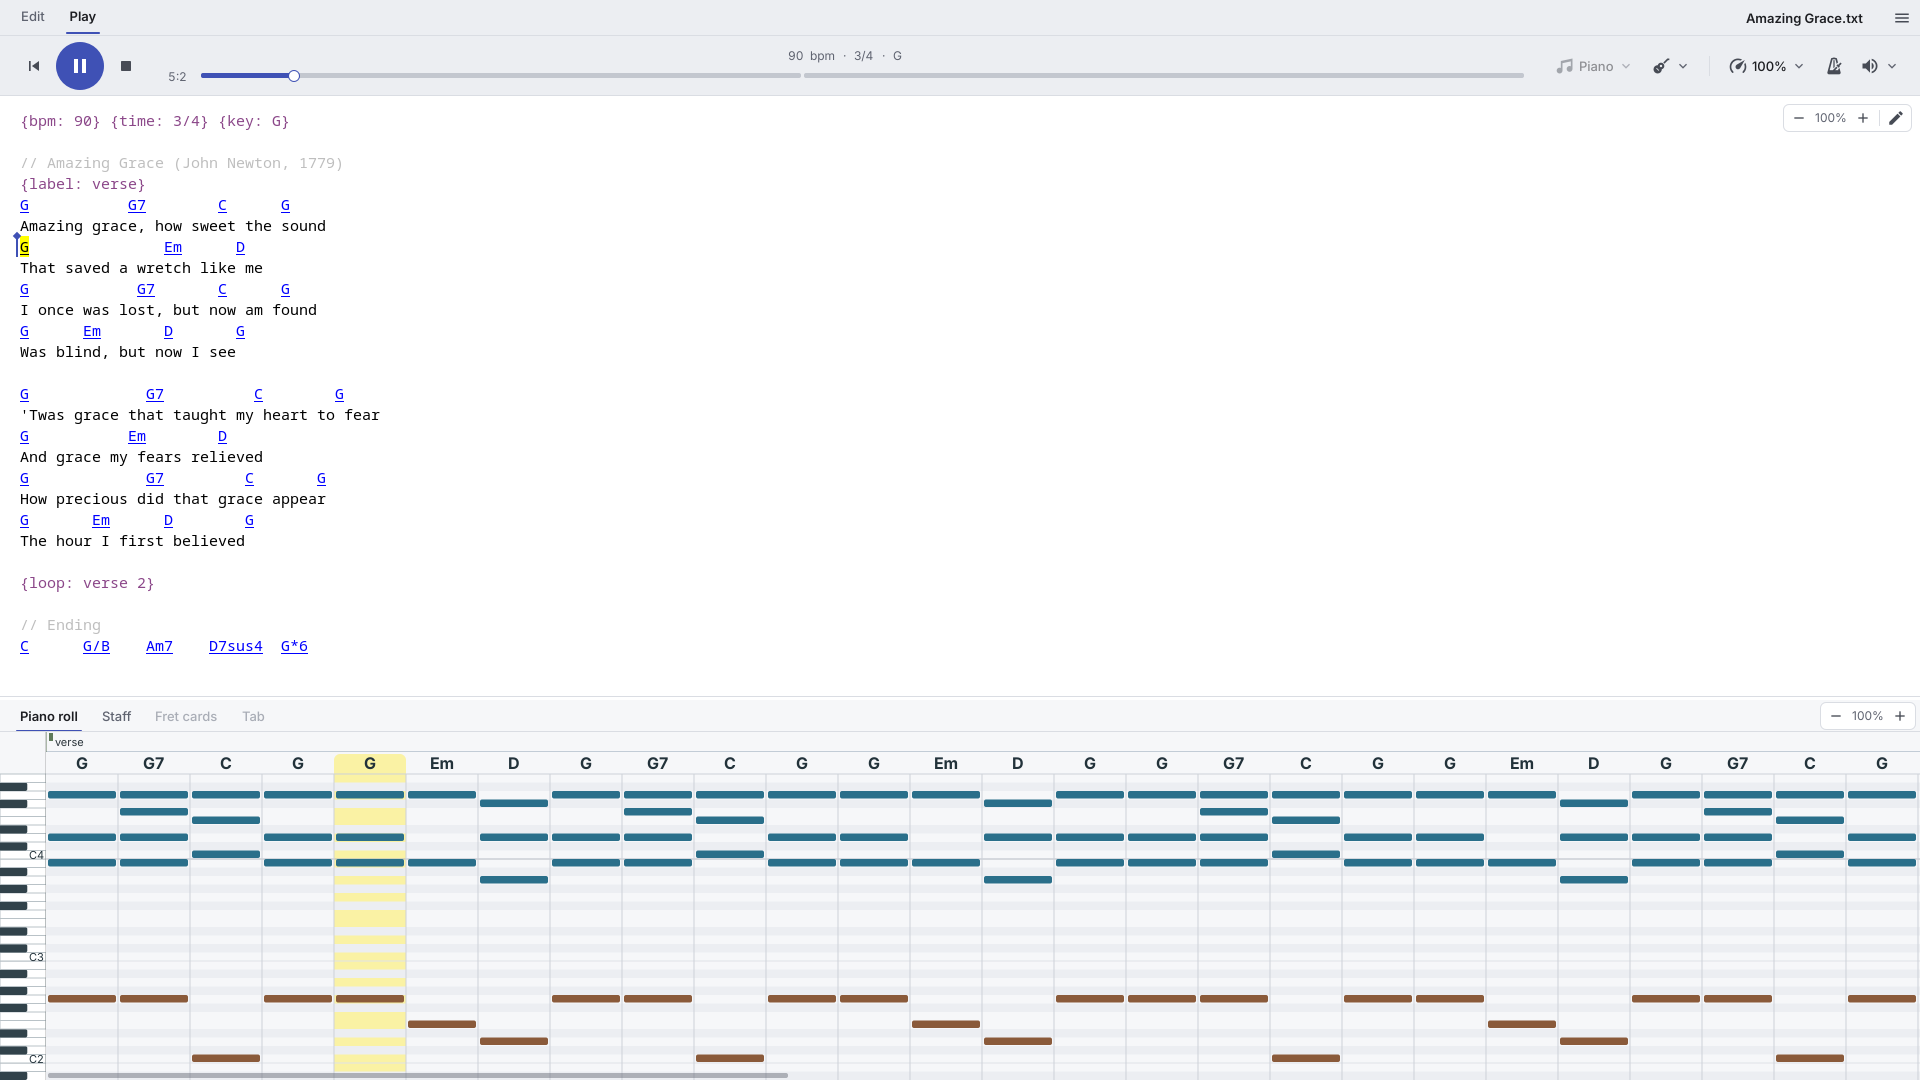 Edit Play Amazing Grace.txt
90 bpm · 3/4 · G
5:2 Piano 100%
{bpm: 90} {time: 3/4} {key: G}
100%
// Amazing Grace (John Newton, 1779)
{label: verse}
G G7 C G
Amazing grace, how sweet the sound
G Em D
That saved a wretch like me
G G7 C G
I once was lost, but now am found
G Em D G
Was blind, but now I see
G G7 C G
'Twas grace that taught my heart to fear
G Em D
And grace my fears relieved
G G7 C G
How precious did that grace appear
G Em D G
The hour I first believed
{loop: verse 2}
// Ending
C G/B Am7 D7sus4 G*6
Piano roll Staff Fret cards Tab 100%
verse
G G7 C G G Em D G G7 C G G Em D G G G7 C G G Em D G G7 C G
C4
C3
C2